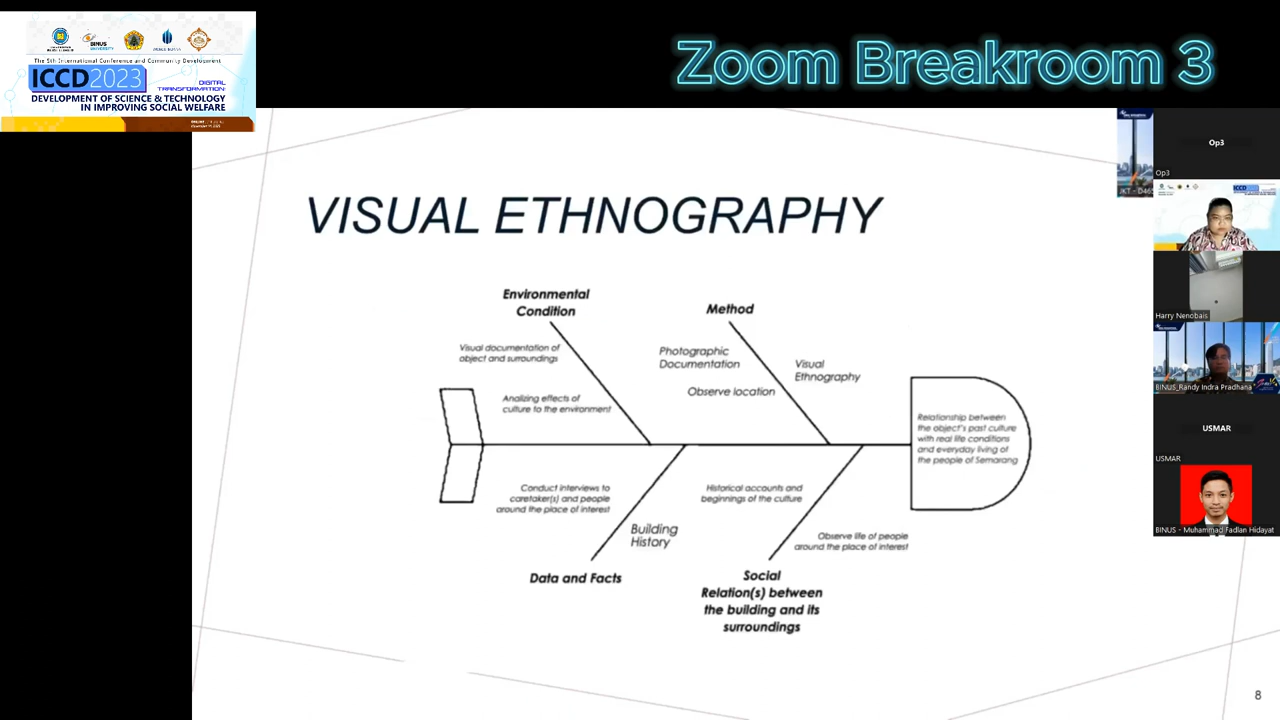 BINUS UNIVERSITY
The 5th International Conference and Community Development
ICCD2023
DIGITAL
TRANSFORMATION:
DEVELOPMENT OF SCIENCE & TECHNOLOGY
IN IMPROVING SOCIAL WELFARE
Zoom Breakroom 3
VISUAL ETHNOGRAPHY
Environmental
Condition
Visual documentation of
object and surroundings
Analizing effects of
culture to the environment
Method
Photographic
Documentation
Observe location
Visual
Ethnography
Relationship between
the object's past culture
with real life conditions
and everyday living of
the people of Semarang
Conduct interviews to
caretaker(s) and people
around the place of interest
Building
History
Data and Facts
Historical accounts and
beginnings of the culture
Observe life of people
around the place of interest
Social
Relation(s) between
the building and its
surroundings
8
Op3
Op3
ICCD
Harry Nenobais
BINUS_Randy Indra Pradhana
USMAR
USMAR
BINUS - Muhammad Fadlan Hidayat